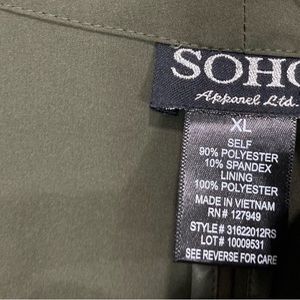 SOHO
Apparel Ltd.
XL
SELF
90% POLYESTER
10% SPANDEX
LINING
100% POLYESTER
MADE IN VIETNAM
RN# 127949
STYLE# 31622012RS
LOT# 10009531
SEE REVERSE FOR CARE